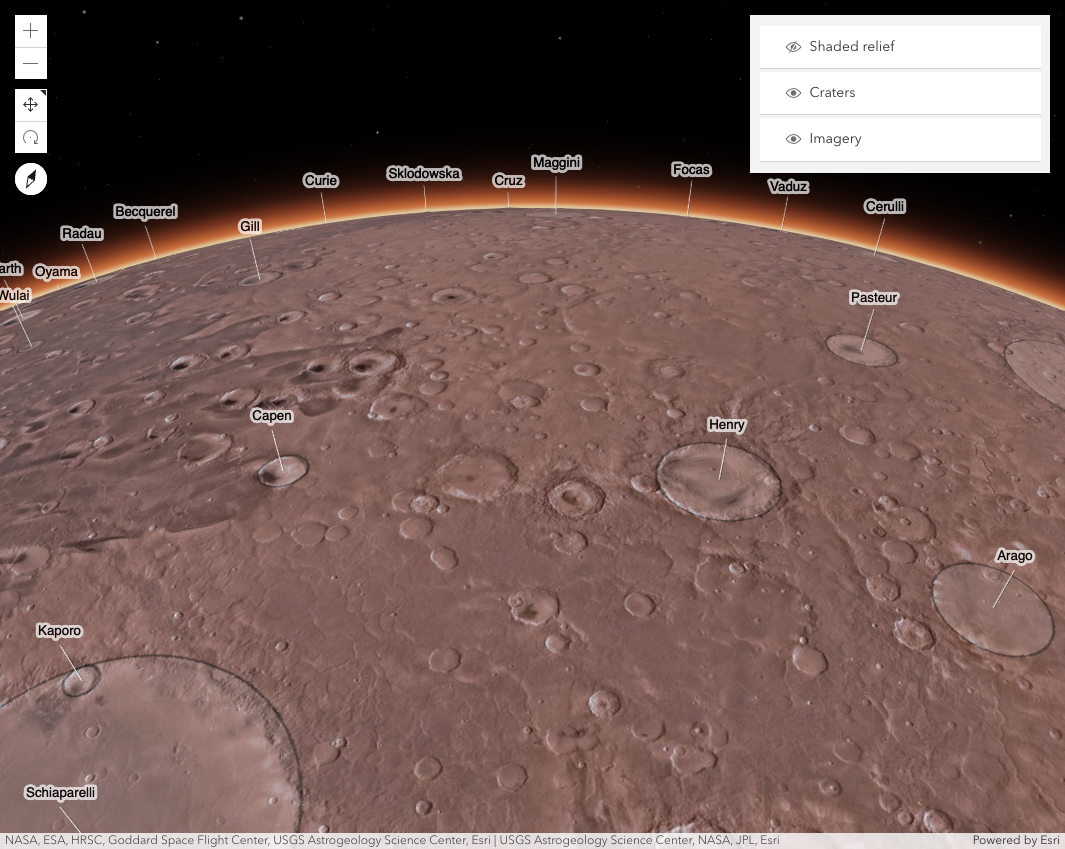 Shaded relief
Craters
Imagery
Maggini
Focas
Sklodowska
Curie
Cruz
Vaduz
Becquerel
Cerulli
Gill
Radau
arth
Oyama
Wulai
Pasteur
Capen
Henry
Arago
Kaporo
Schiaparelli
NASA, ESA, HRSC, Goddard Space Flight Center, USGS Astrogeology Science Center, Esri | USGS Astrogeology Science Center, NASA, JPL, Esri
Powered by Esri